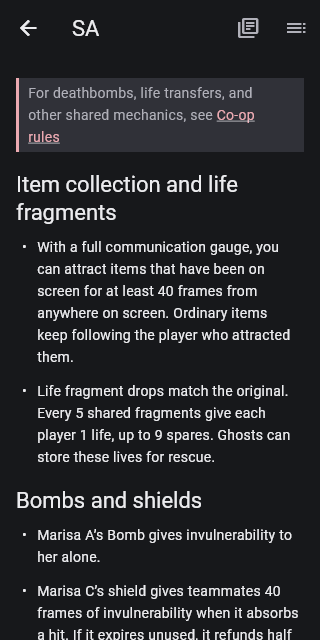 SA
For deathbombs, life transfers, and
other shared mechanics, see Co-op
rules
Item collection and life
fragments
• With a full communication gauge, you
can attract items that have been on
screen for at least 40 frames from
anywhere on screen. Ordinary items
keep following the player who attracted
them.
• Life fragment drops match the original.
Every 5 shared fragments give each
player 1 life, up to 9 spares. Ghosts can
store these lives for rescue.
Bombs and shields
• Marisa A's Bomb gives invulnerability to
her alone.
• Marisa C's shield gives teammates 40
frames of invulnerability when it absorbs
a hit. If it expires unused, it refunds half